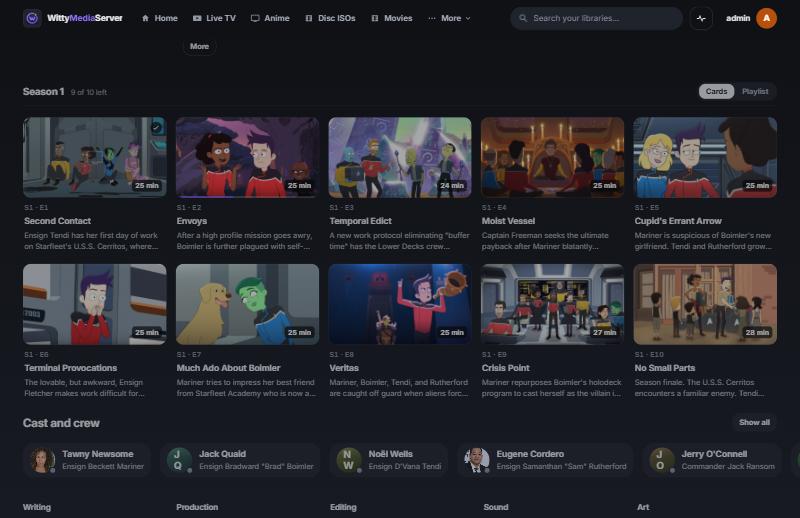 WittyMediaServer
Home
Live TV
Anime
Disc ISOs
Movies
More
Search your libraries...
admin
A
More
Season 1
9 of 10 left
Cards
Playlist
25 min
25 min
24 min
25 min
25 min
S1 · E1
Second Contact
Ensign Tendi has her first day of work
on Starfleet's U.S.S. Cerritos, where...
S1 · E2
Envoys
After a high profile mission goes awry,
Boimler is further plagued with self-...
S1 · E3
Temporal Edict
A new work protocol eliminating "buffer
time" has the Lower Decks crew...
S1 · E4
Moist Vessel
Captain Freeman seeks the ultimate
payback after Mariner blatantly...
S1 · E5
Cupid's Errant Arrow
Mariner is suspicious of Boimler's new
girlfriend. Tendi and Rutherford grow...
25 min
25 min
25 min
27 min
28 min
S1 · E6
Terminal Provocations
The lovable, but awkward, Ensign
Fletcher makes work difficult for...
S1 · E7
Much Ado About Boimler
Mariner tries to impress her best friend
from Starfleet Academy who is now a...
S1 · E8
Veritas
Mariner, Boimler, Tendi, and Rutherford
are caught off guard when aliens forc...
S1 · E9
Crisis Point
Mariner repurposes Boimler's holodeck
program to cast herself as the villain i...
S1 · E10
No Small Parts
Season finale. The U.S.S. Cerritos
encounters a familiar enemy. Tendi...
Cast and crew
Show all
Tawny Newsome
Ensign Beckett Mariner
J
Q
Jack Quaid
Ensign Bradward "Brad" Boimler
N
W
Noël Wells
Ensign D'Vana Tendi
Eugene Cordero
Ensign Samanthan "Sam" Rutherford
J
O
Jerry O'Connell
Commander Jack Ransom
Writing
Production
Editing
Sound
Art